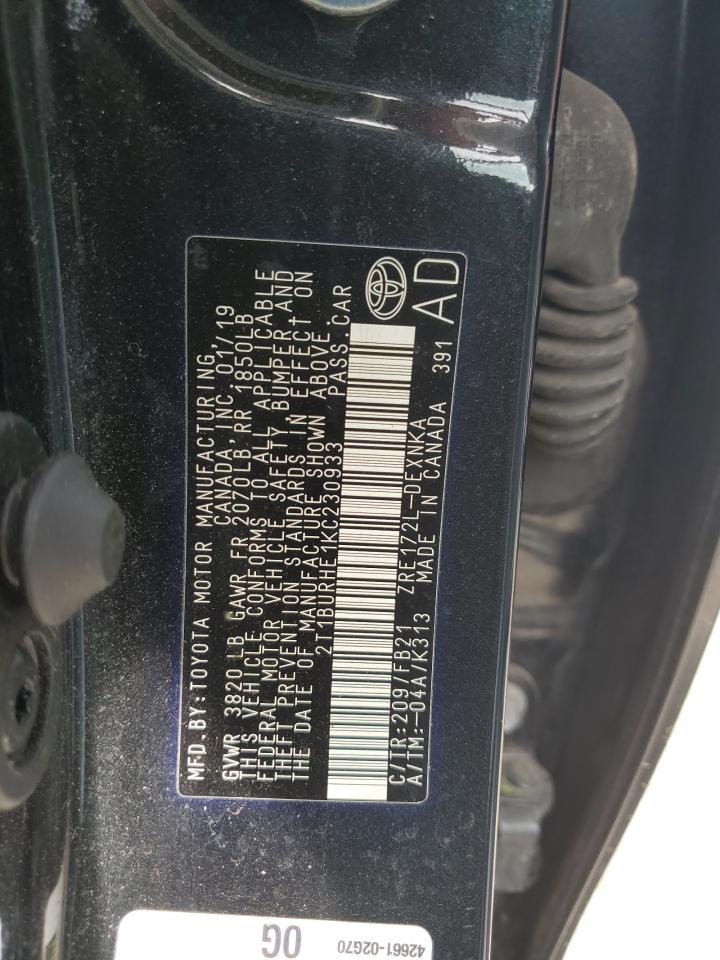 MFD.BY:TOYOTA MOTOR MANUFACTURING,
CANADA, INC. 01/19
GVWR 3820 LB GAWR FR 2070LB, RR 1850LB
THIS VEHICLE CONFORMS TO ALL APPLICABLE
FEDERAL MOTOR VEHICLE SAFETY BUMPER AND
THEFT PREVENTION STANDARDS IN EFFECT ON
THE DATE OF MANUFACTURE SHOWN ABOVE.
2T1BURHE1KC230933 PASS.CAR
C/TR:209/FB21 ZRE172L-DEXNKA
A/TM:-04A/K313 MADE IN CANADA 391
AD
0G
42661-02G70